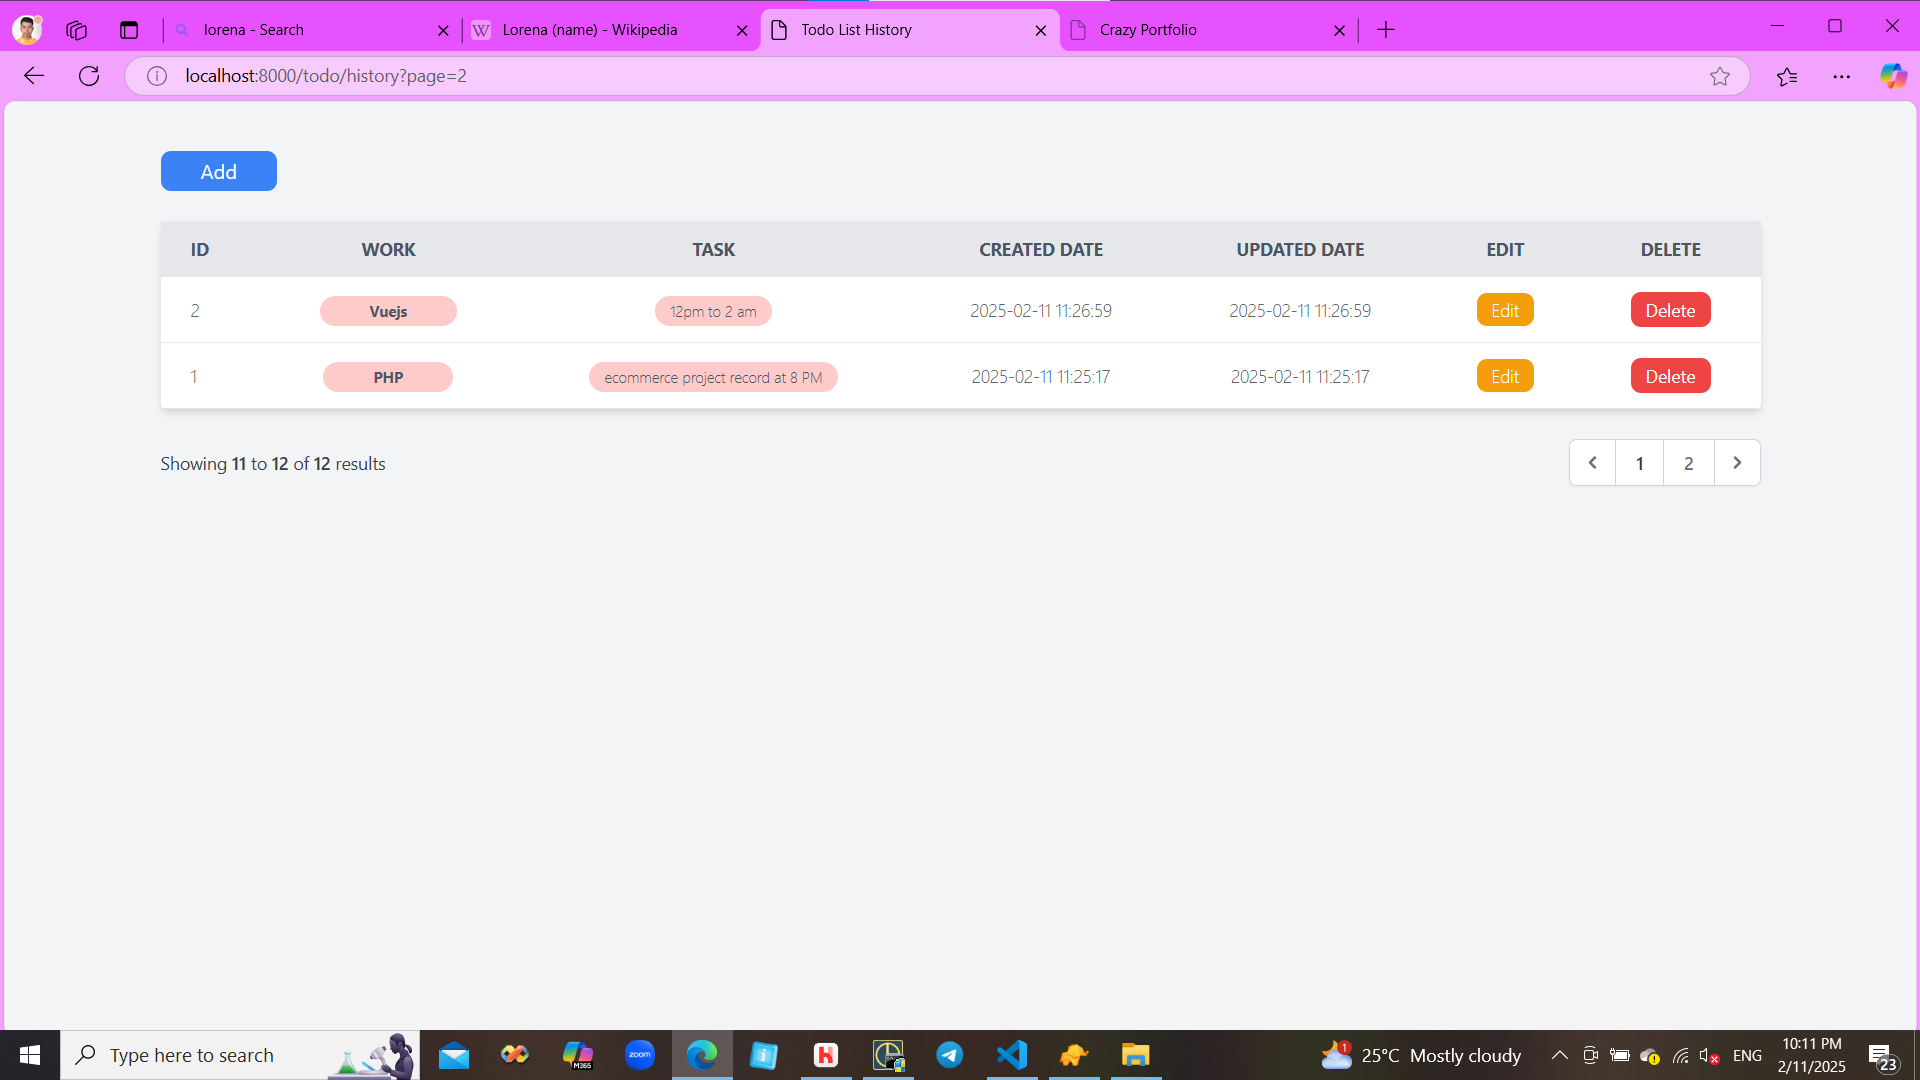 lorena - Search
Lorena (name) - Wikipedia
Todo List History
Crazy Portfolio
localhost:8000/todo/history?page=2
Add
ID WORK TASK CREATED DATE UPDATED DATE EDIT DELETE
2 Vuejs 12pm to 2 am 2025-02-11 11:26:59 2025-02-11 11:26:59 Edit Delete
1 PHP ecommerce project record at 8 PM 2025-02-11 11:25:17 2025-02-11 11:25:17 Edit Delete
Showing 11 to 12 of 12 results
1 2
Type here to search
M365
zoom
1
25°C Mostly cloudy
ENG
10:11 PM
2/11/2025
23